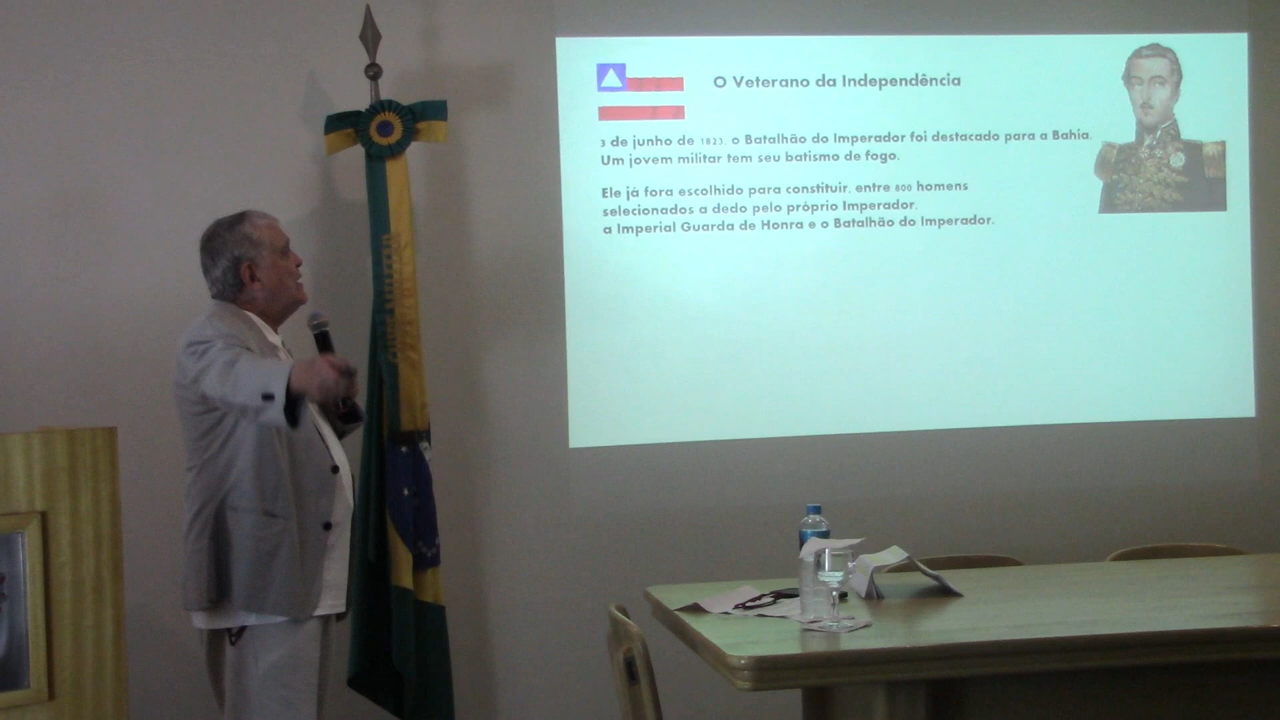 O Veterano da Independência
3 de junho de 1823, o Batalhão do Imperador foi destacado para a Bahia.
Um jovem militar tem seu batismo de fogo.
Ele já fora escolhido para constituir, entre 800 homens
selecionados a dedo pelo próprio Imperador,
a Imperial Guarda de Honra e o Batalhão do Imperador.